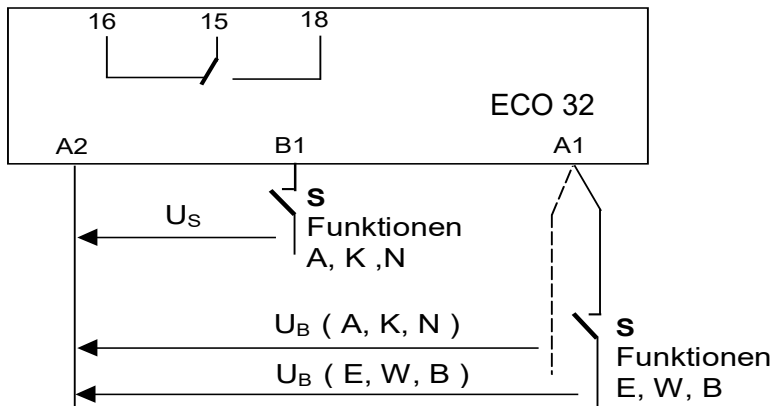 16 15 18
ECO 32
A2 B1 A1
S
Funktionen
A, K ,N
US
UB ( A, K, N )
S
Funktionen
E, W, B
UB ( E, W, B )